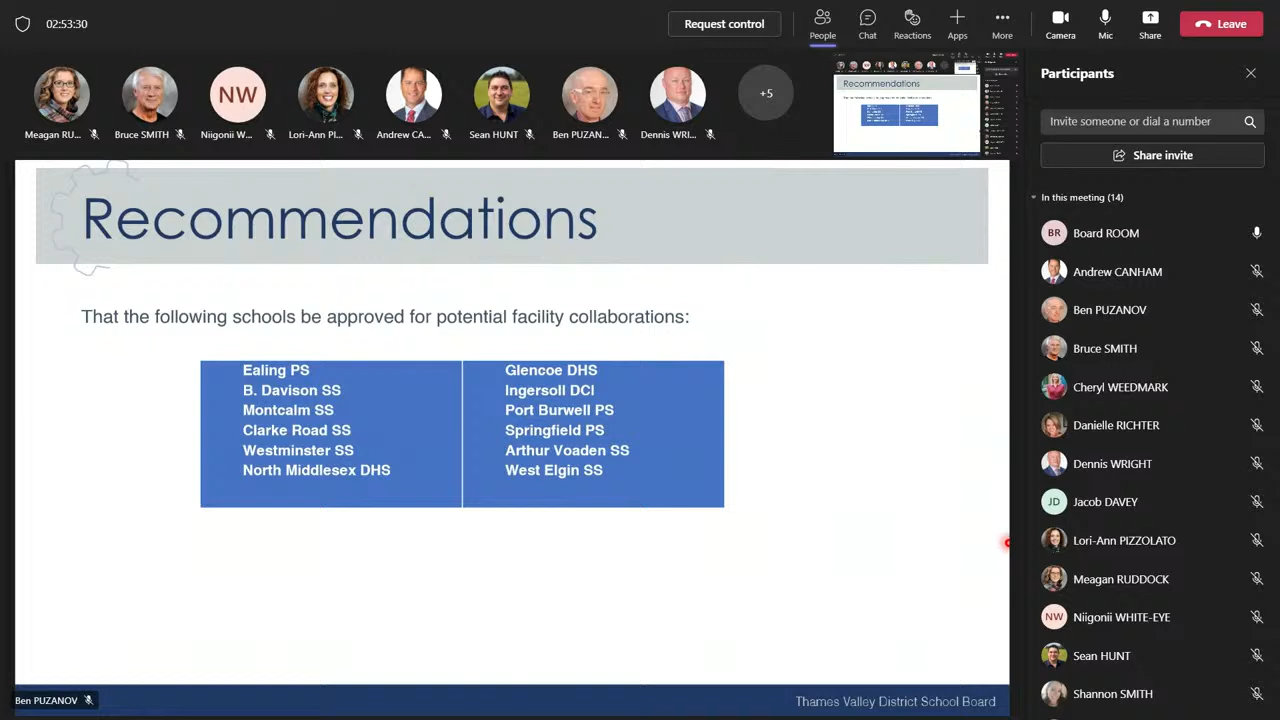 02:53:30
Request control
People
Chat
Reactions
Apps
More
Camera
Mic
Share
Leave
Meagan RU...
Bruce SMITH
NW
Niigonii W...
Lori-Ann PI...
Andrew CA...
Sean HUNT
Ben PUZAN...
Dennis WRI...
+5
Recommendations
Participants
Invite someone or dial a number
Share invite
In this meeting (14)
BR Board ROOM
Andrew CANHAM
Ben PUZANOV
Bruce SMITH
Cheryl WEEDMARK
Danielle RICHTER
Dennis WRIGHT
JD Jacob DAVEY
Lori-Ann PIZZOLATO
Meagan RUDDOCK
NW Niigonii WHITE-EYE
Sean HUNT
Shannon SMITH
Recommendations
That the following schools be approved for potential facility collaborations:
Ealing PS
B. Davison SS
Montcalm SS
Clarke Road SS
Westminster SS
North Middlesex DHS
Glencoe DHS
Ingersoll DCI
Port Burwell PS
Springfield PS
Arthur Voaden SS
West Elgin SS
Ben PUZANOV
Thames Valley District School Board